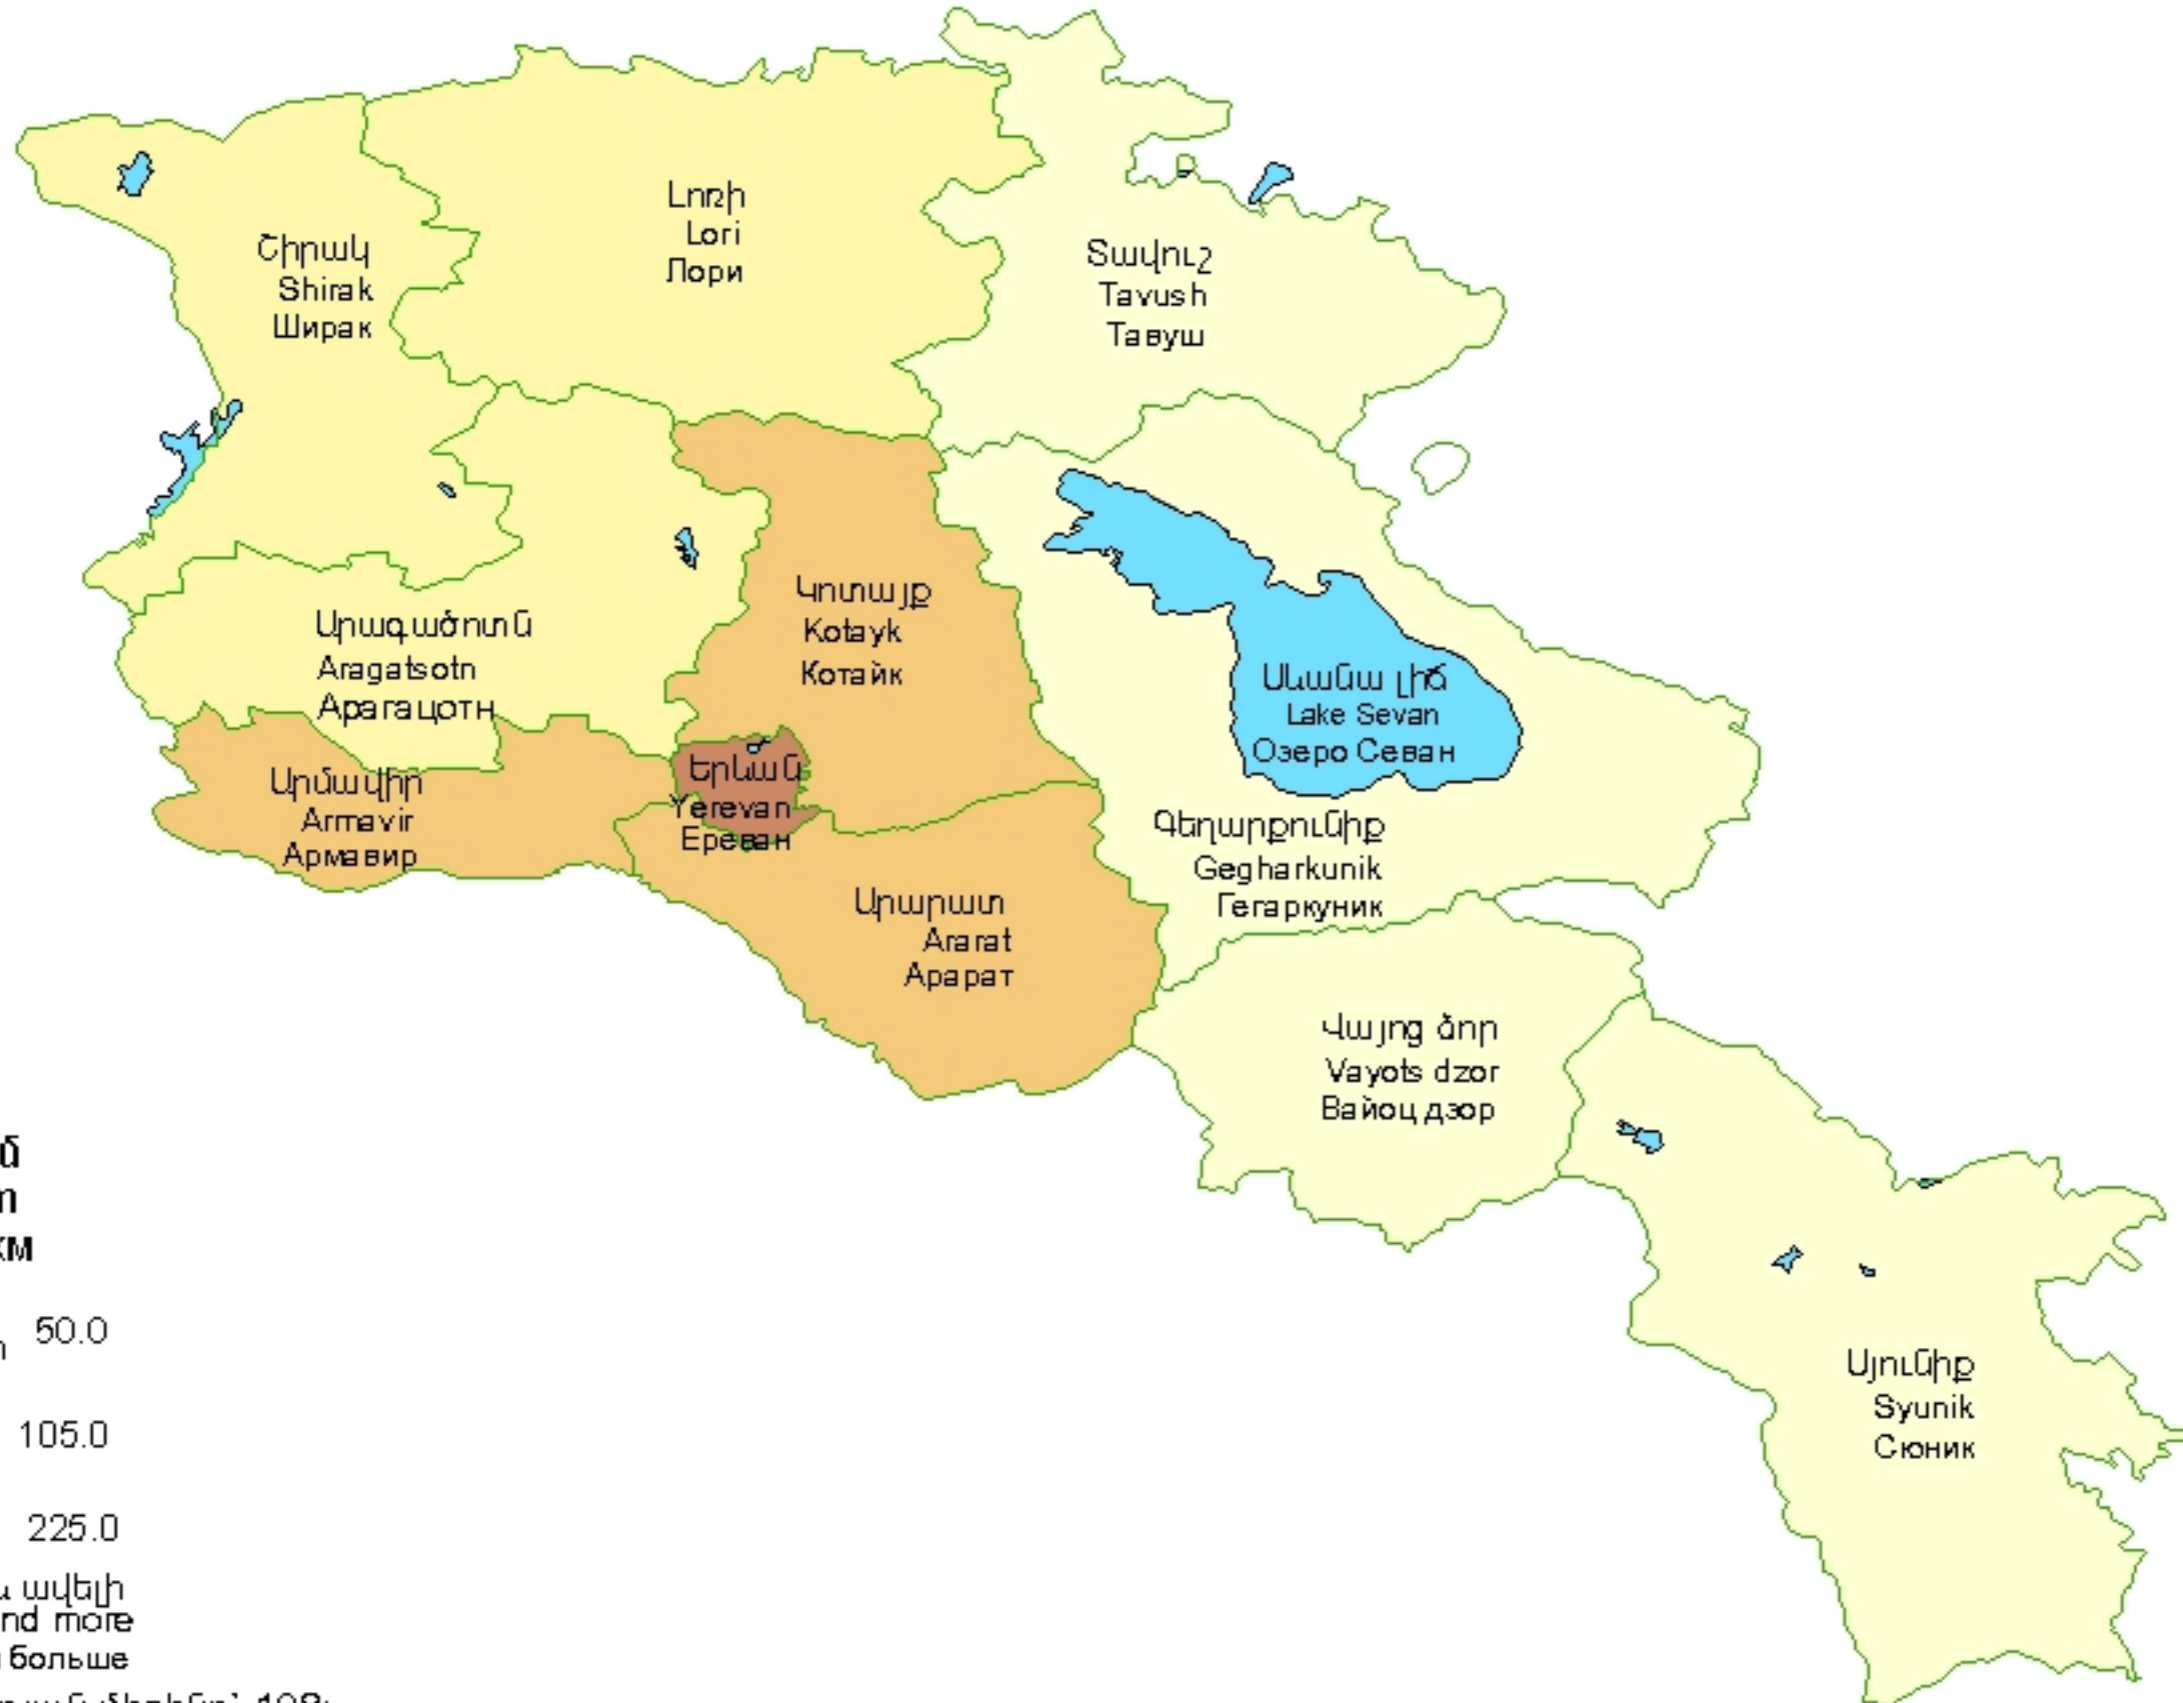 Լոռի
Lori
Лори
Շիրակ
Shirak
Ширак
Տավուշ
Tavush
Тавуш
Կոտայք
Kotayk
Котайк
Արագածոտն
Aragatsotn
Арагацотн
Սևանա լիճ
Lake Sevan
Озеро Севан
Երևան
Yerevan
Ереван
Արմավիր
Armavir
Армавир
Գեղարքունիք
Gegharkunik
Гегаркуник
Արարատ
Ararat
Арарат
Վայոց ձոր
Vayots dzor
Вайоц дзор
Սյունիք
Syunik
Сюник
км
50.0
105.0
225.0
ավելի
nd more
больше